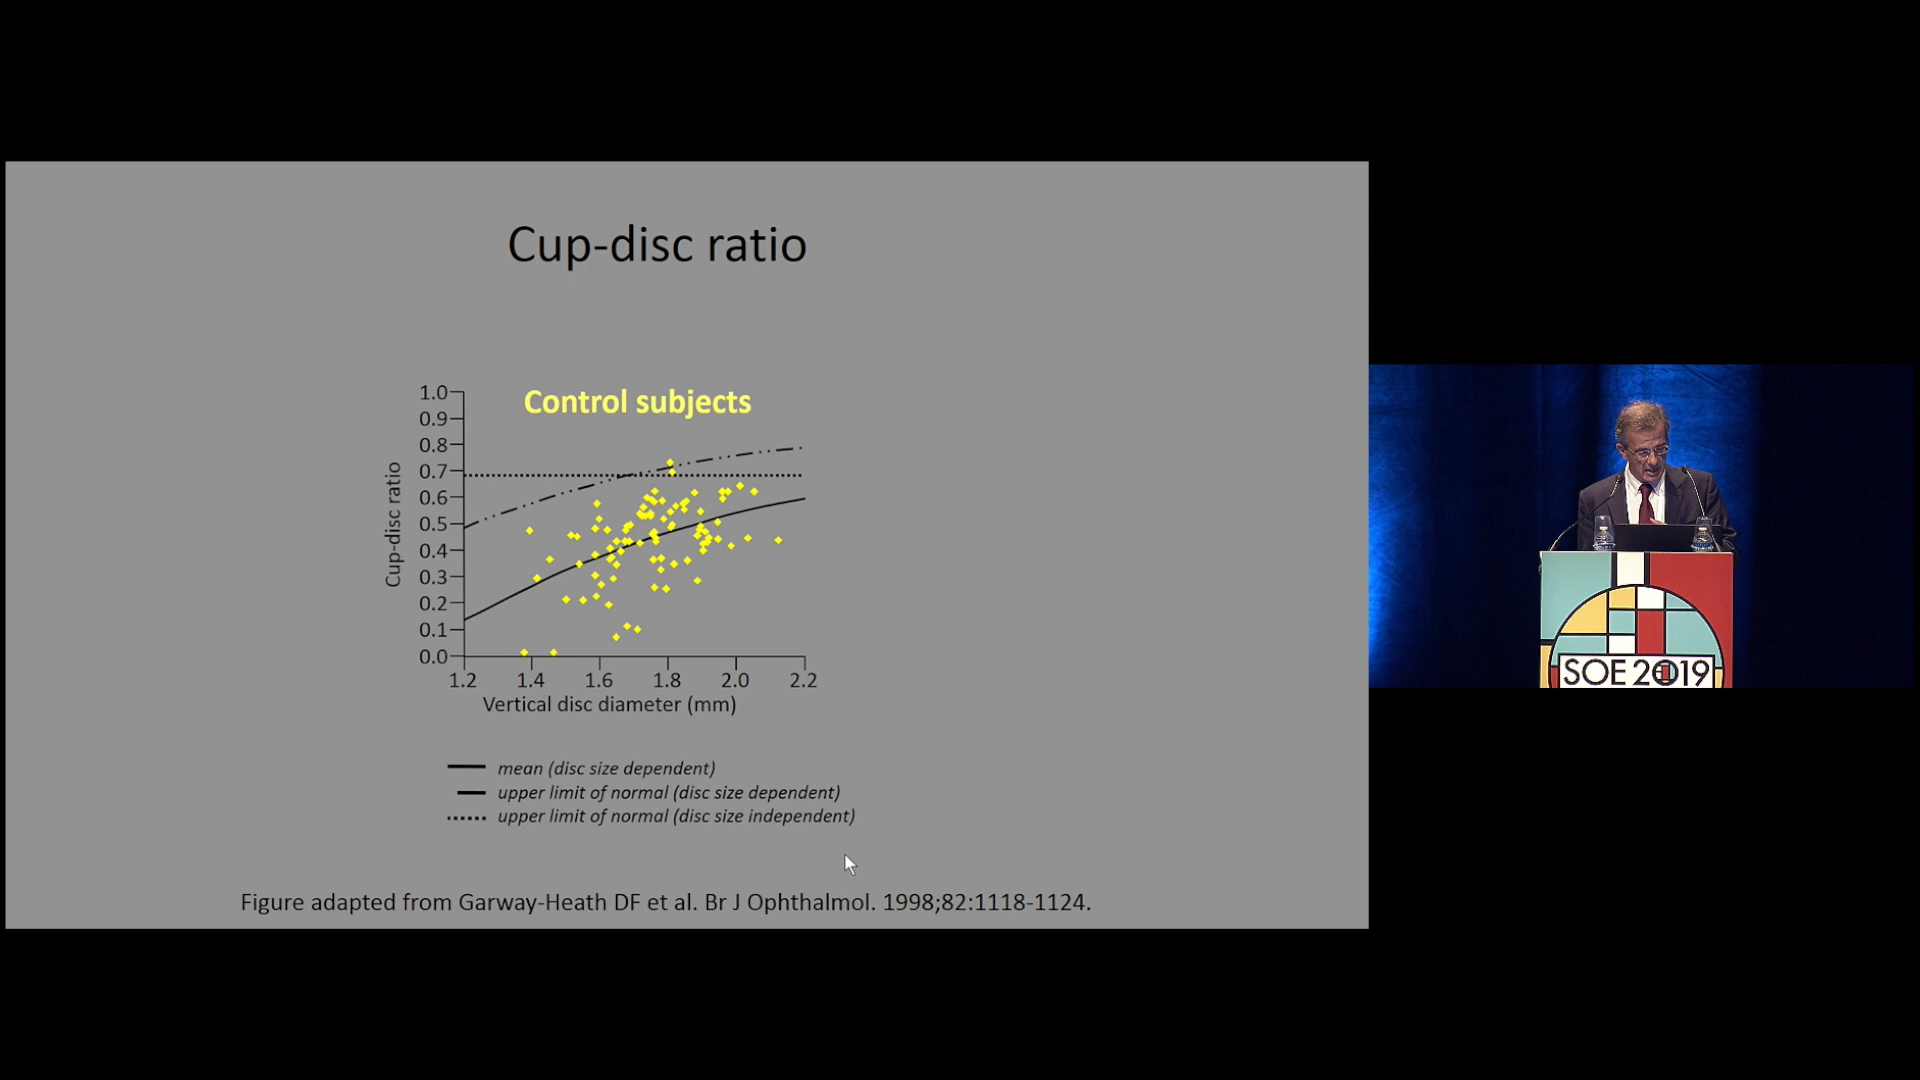 Cup-disc ratio
Control subjects
Cup-disc ratio
1.0
0.9
0.8
0.7
0.6
0.5
0.4
0.3
0.2
0.1
0.0
1.2 1.4 1.6 1.8 2.0 2.2
Vertical disc diameter (mm)
mean (disc size dependent)
upper limit of normal (disc size dependent)
upper limit of normal (disc size independent)
Figure adapted from Garway-Heath DF et al. Br J Ophthalmol. 1998;82:1118-1124.
SOE 2019